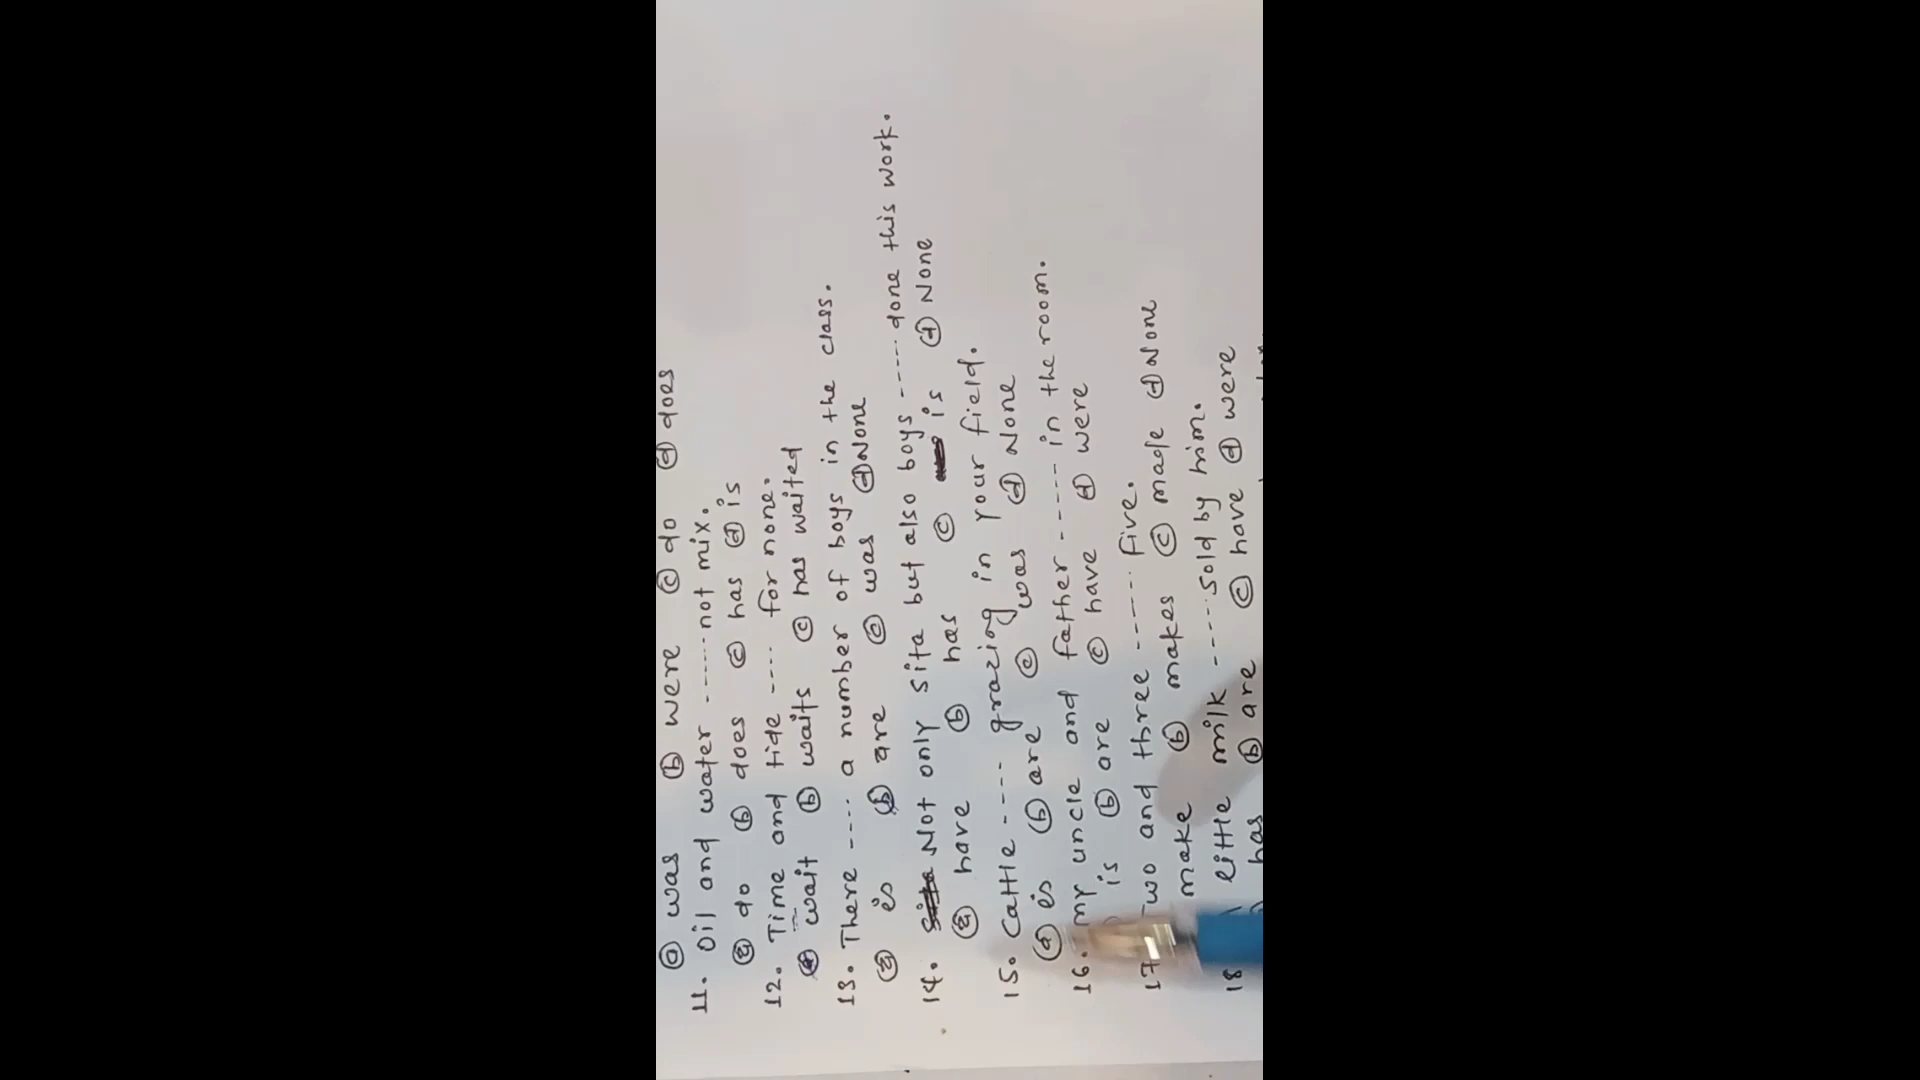 ⓐ was ⓑ were ⓒ do ⓓ does
11. Oil and water ------ not mix.
ⓐ do ⓑ does ⓒ has ⓓ is
12. Time and tide ---- for none.
ⓐ wait ⓑ waits ⓒ has waited
13. There ---- a number of boys in the class.
ⓐ is ⓑ are ⓒ was ⓓ None
14. Not only sita but also boys ----- done this work.
ⓐ have ⓑ has ⓒ is ⓓ None
15. Cattle ---- grazing in your field.
ⓐ is ⓑ are ⓒ was ⓓ None
16. my uncle and father ----- in the room.
is ⓑ are ⓒ have ⓓ were
17 wo and three ------ five.
make ⓑ makes ⓒ made ⓓ None
18 little milk -----sold by him.
has ⓑ are ⓒ have ⓓ were